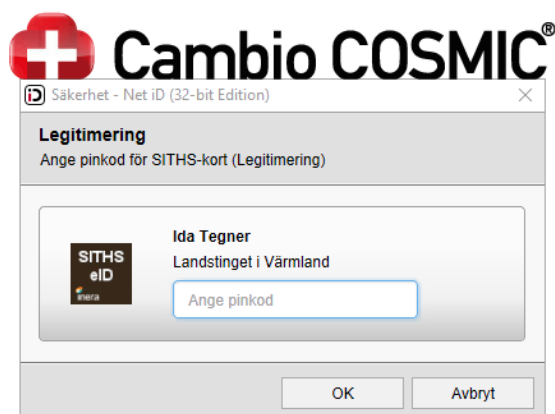 Cambio COSMIC®
Säkerhet - Net iD (32-bit Edition)
Legitimering
Ange pinkod för SITHS-kort (Legitimering)
Ida Tegner
SITHS
eID
inera
Landstinget i Värmland
Ange pinkod
OK
Avbryt